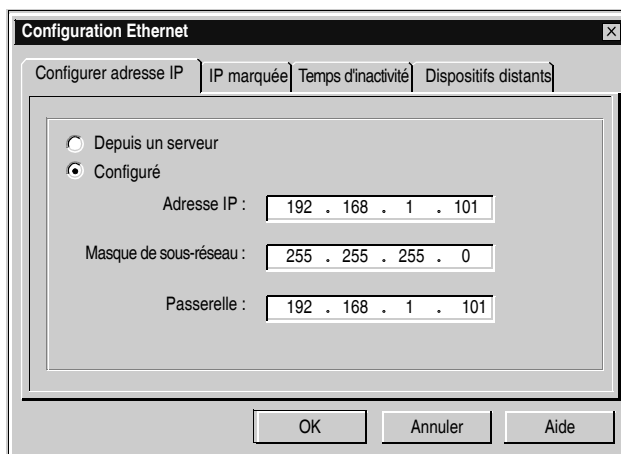 Configuration Ethernet
Configurer adresse IP IP marquée Temps d'inactivité Dispositifs distants
Depuis un serveur
Configuré
Adresse IP : 192 . 168 . 1 . 101
Masque de sous-réseau : 255 . 255 . 255 . 0
Passerelle : 192 . 168 . 1 . 101
OK Annuler Aide